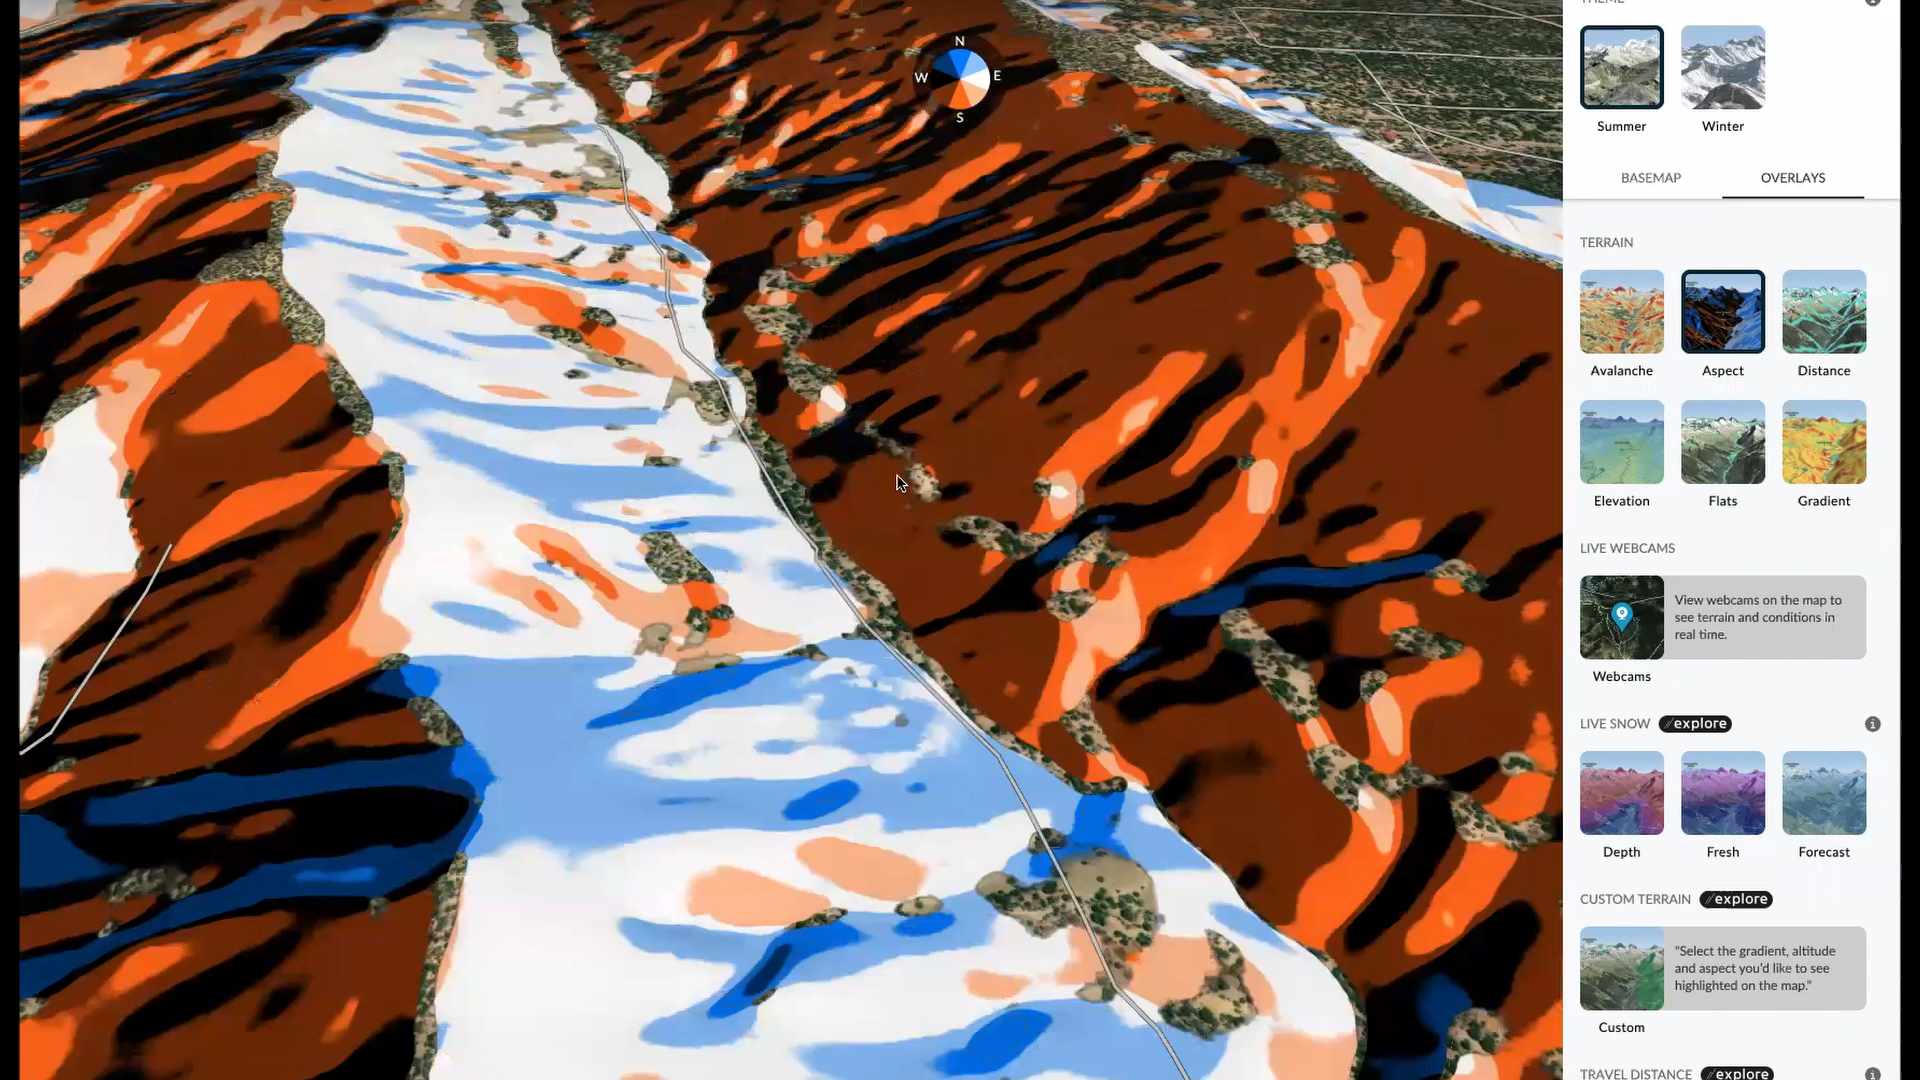 THEME
N
W
E
S
Summer
Winter
BASEMAP
OVERLAYS
TERRAIN
Avalanche
Aspect
Distance
Elevation
Flats
Gradient
LIVE WEBCAMS
View webcams on the map to
see terrain and conditions in
real time.
Webcams
LIVE SNOW //explore
Depth
Fresh
Forecast
CUSTOM TERRAIN //explore
"Select the gradient, altitude
and aspect you'd like to see
highlighted on the map."
Custom
TRAVEL DISTANCE //explore